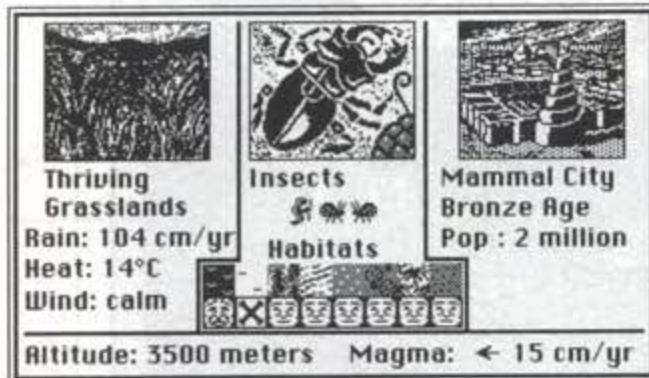 Thriving
Grasslands
Rain: 104 cm/yr
Heat: 14°C
Wind: calm
Insects
Habitats
Mammal City
Bronze Age
Pop : 2 million
Altitude: 3500 meters Magma: ← 15 cm/yr